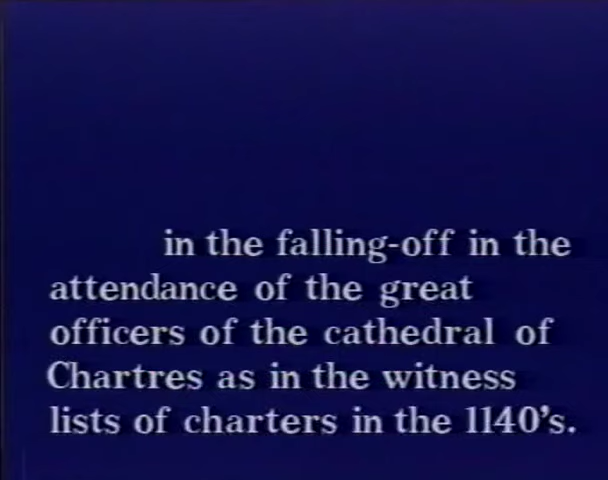 in the falling-off in the
attendance of the great
officers of the cathedral of
Chartres as in the witness
lists of charters in the 1140's.